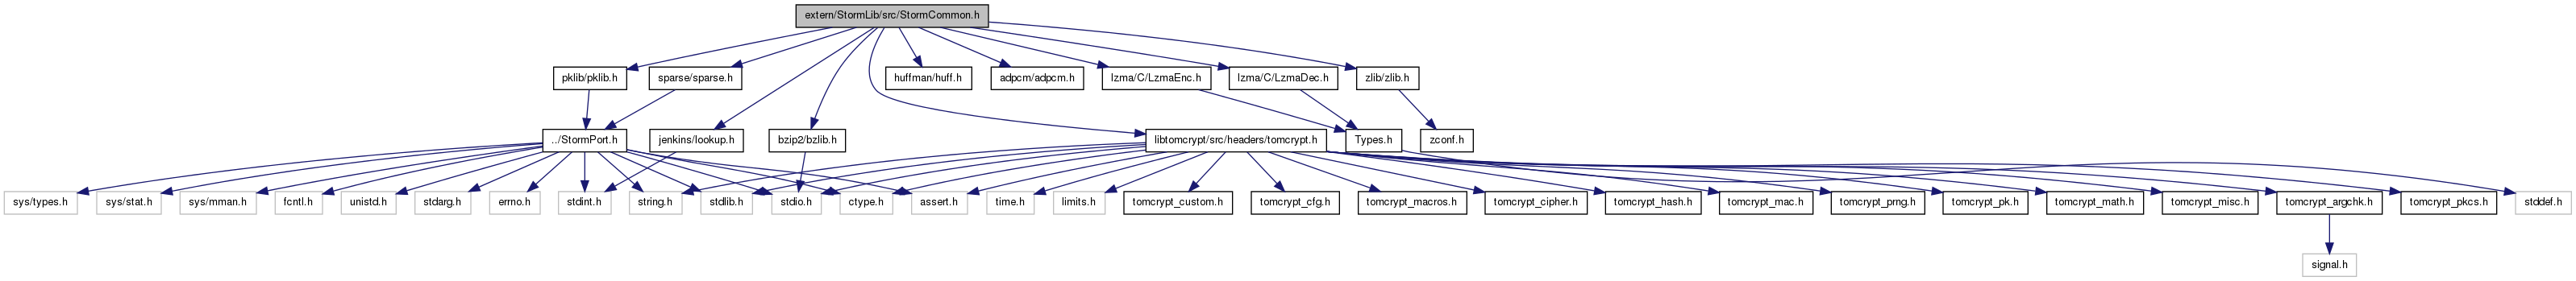 extern/StormLib/src/StormCommon.h
pklib/pklib.h
sparse/sparse.h
huffman/huff.h
adpcm/adpcm.h
lzma/C/LzmaEnc.h
lzma/C/LzmaDec.h
zlib/zlib.h
../StormPort.h
jenkins/lookup.h
bzip2/bzlib.h
libtomcrypt/src/headers/tomcrypt.h
Types.h
zconf.h
sys/types.h
sys/stat.h
sys/mman.h
fcntl.h
unistd.h
stdarg.h
errno.h
stdint.h
string.h
stdlib.h
stdio.h
ctype.h
assert.h
time.h
limits.h
tomcrypt_custom.h
tomcrypt_cfg.h
tomcrypt_macros.h
tomcrypt_cipher.h
tomcrypt_hash.h
tomcrypt_mac.h
tomcrypt_prng.h
tomcrypt_pk.h
tomcrypt_math.h
tomcrypt_misc.h
tomcrypt_argchk.h
tomcrypt_pkcs.h
stddef.h
signal.h